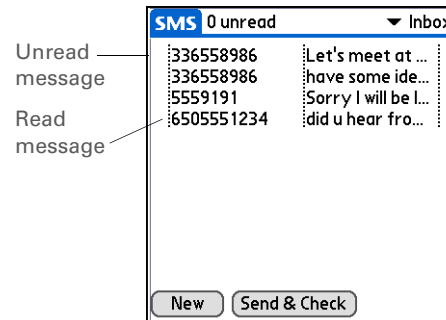 SMS 0 unread Inbox
Unread message
336558986 Let's meet at ...
336558986 have some ide...
5559191 Sorry I will be l...
Read message
6505551234 did u hear fro...
New Send & Check